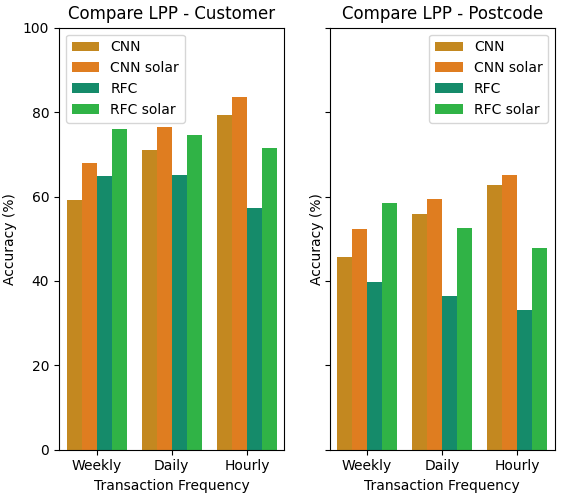 Compare LPP - Customer
Accuracy (%)
100
80
60
40
20
0
CNN
CNN solar
RFC
RFC solar
Weekly Daily Hourly
Transaction Frequency
Compare LPP - Postcode
Accuracy (%)
CNN
CNN solar
RFC
RFC solar
Weekly Daily Hourly
Transaction Frequency